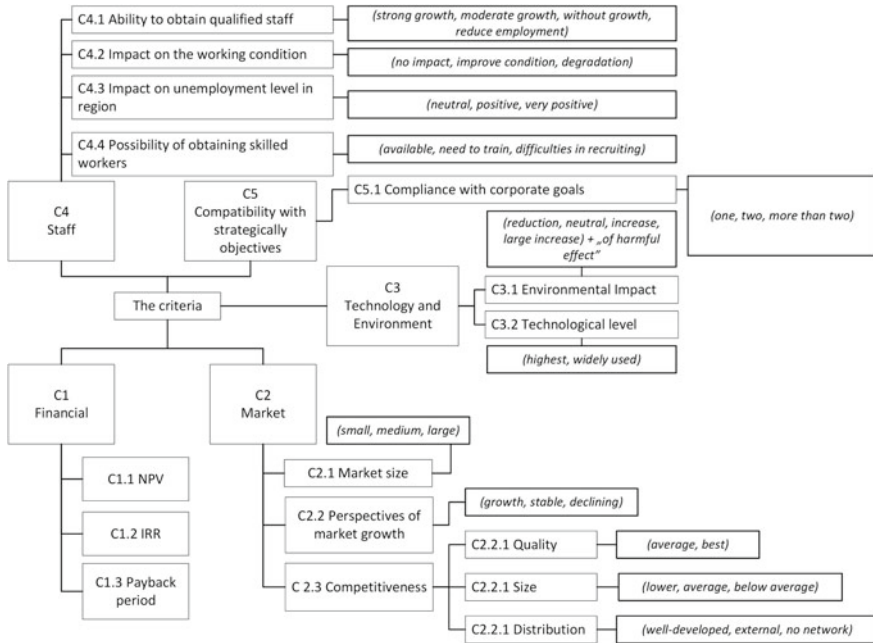 C4.1 Ability to obtain qualified staff
(strong growth, moderate growth, without growth,
reduce employment)
C4.2 Impact on the working condition
(no impact, improve condition, degradation)
C4.3 Impact on unemployment level in
region
(neutral, positive, very positive)
C4.4 Possibility of obtaining skilled
workers
(available, need to train, difficulties in recruiting)
C4
Staff
C5
Compatibility with
strategically
objectives
C5.1 Compliance with corporate goals
(one, two, more than two)
(reduction, neutral, increase,
large increase) + „of harmful
effect”
The criteria
C3
Technology and
Environment
C3.1 Environmental Impact
C3.2 Technological level
(highest, widely used)
C1
Financial
C2
Market
(small, medium, large)
C1.1 NPV
C2.1 Market size
C1.2 IRR
C2.2 Perspectives of
market growth
(growth, stable, declining)
C1.3 Payback
period
C 2.3 Competitiveness
C2.2.1 Quality
(average, best)
C2.2.1 Size
(lower, average, below average)
C2.2.1 Distribution
(well-developed, external, no network)